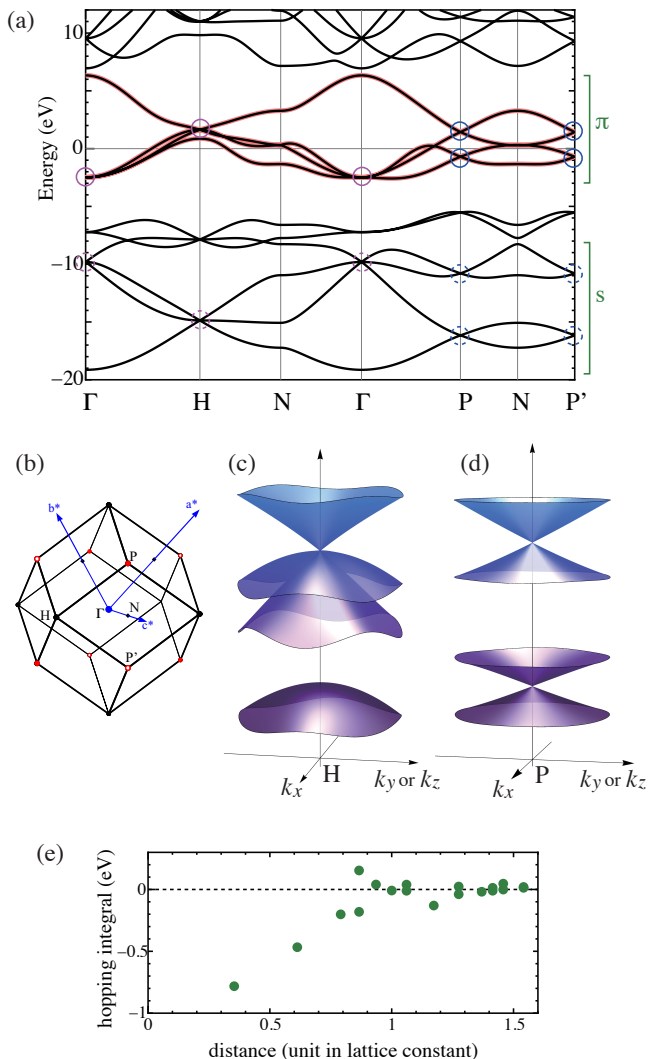 (a)
10
0
−10
−20
Energy (eV)
π
s
Γ H N Γ P N P'
(b)
b*
a*
P
H
Γ
N
c*
P'
(c)
kx
H
ky or kz
(d)
kx
P
ky or kz
(e)
hopping integral (eV)
0
−0.5
−1
0 0.5 1 1.5
distance (unit in lattice constant)